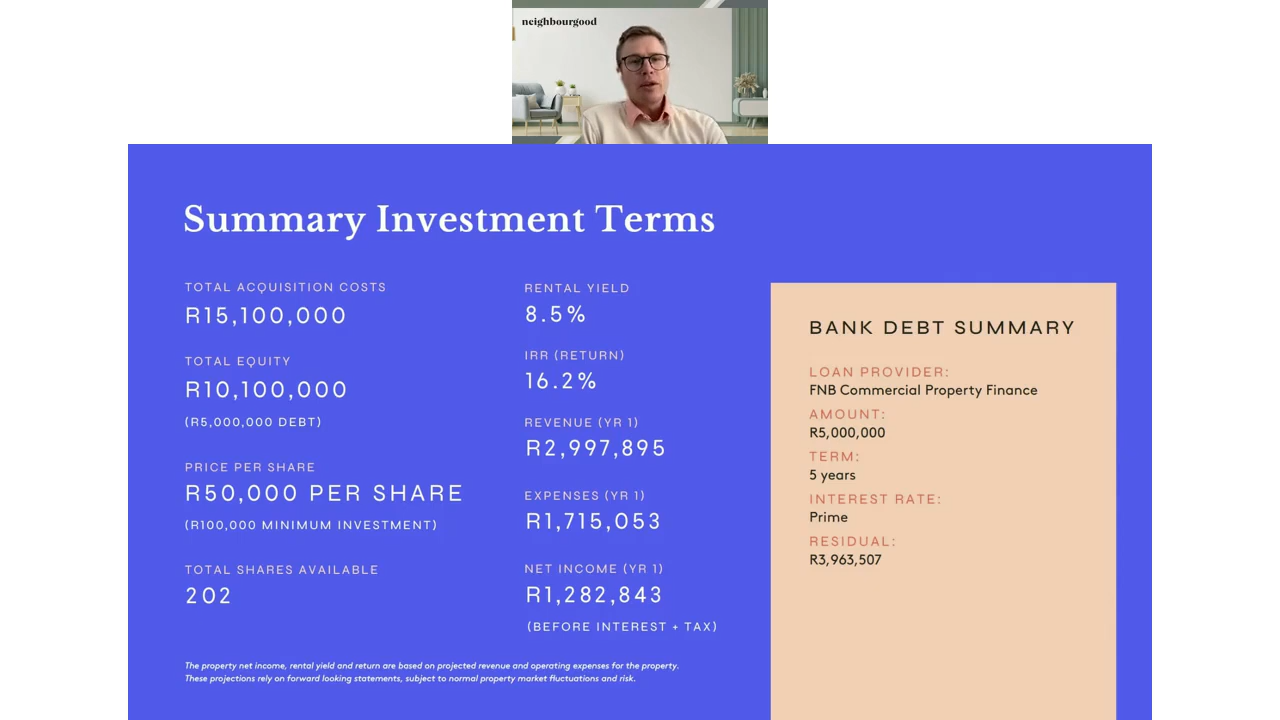 neighbourgood
Summary Investment Terms
TOTAL ACQUISITION COSTS
R15,100,000
TOTAL EQUITY
R10,100,000
(R5,000,000 DEBT)
PRICE PER SHARE
R50,000 PER SHARE
(R100,000 MINIMUM INVESTMENT)
TOTAL SHARES AVAILABLE
202
RENTAL YIELD
8.5%
IRR (RETURN)
16.2%
REVENUE (YR 1)
R2,997,895
EXPENSES (YR 1)
R1,715,053
NET INCOME (YR 1)
R1,282,843
(BEFORE INTEREST + TAX)
BANK DEBT SUMMARY
LOAN PROVIDER:
FNB Commercial Property Finance
AMOUNT:
R5,000,000
TERM:
5 years
INTEREST RATE:
Prime
RESIDUAL:
R3,963,507
The property net income, rental yield and return are based on projected revenue and operating expenses for the property.
These projections rely on forward looking statements, subject to normal property market fluctuations and risk.